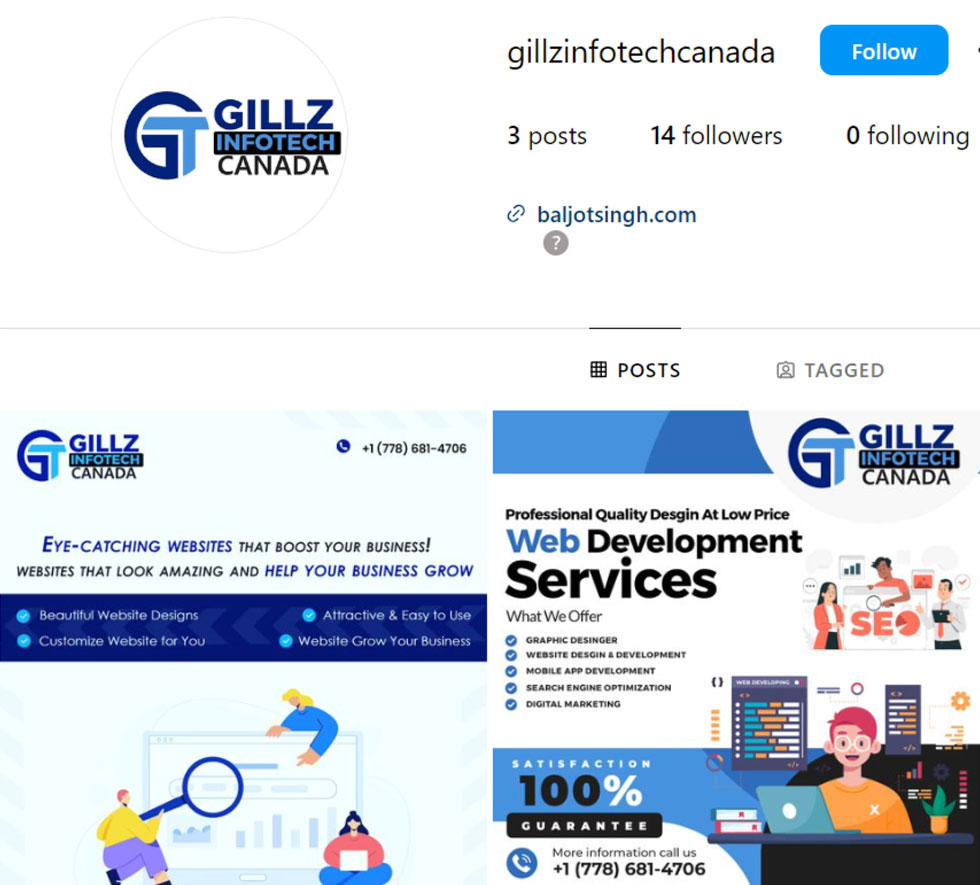 GILLZ
INFOTECH
CANADA
gillzinfotechcanada
Follow
3 posts
14 followers
0 following
baljotsingh.com
?
POSTS
TAGGED
GILLZ
INFOTECH
CANADA
+1 (778) 681-4706
EYE-CATCHING WEBSITES THAT BOOST YOUR BUSINESS!
WEBSITES THAT LOOK AMAZING AND HELP YOUR BUSINESS GROW
Beautiful Website Designs
Attractive & Easy to Use
Customize Website for You
Website Grow Your Business
GILLZ
INFOTECH
CANADA
Professional Quality Desgin At Low Price
Web Development
Services
What We Offer
GRAPHIC DESINGER
WEBSITE DESGIN & DEVELOPMENT
MOBILE APP DEVELOPMENT
SEARCH ENGINE OPTIMIZATION
DIGITAL MARKETING
SEO
WEB DEVELOPING
SATISFACTION
100%
GUARANTEE
More information call us
+1 (778) 681-4706